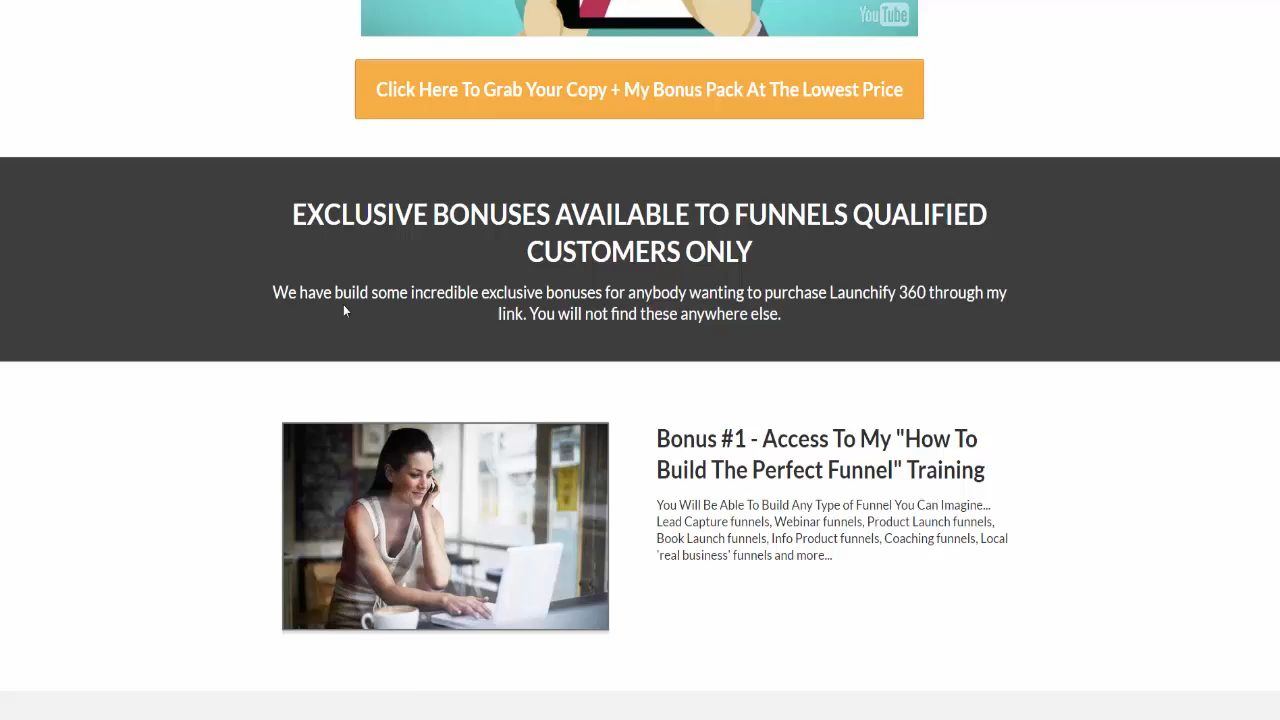 YouTube
Click Here To Grab Your Copy + My Bonus Pack At The Lowest Price
EXCLUSIVE BONUSES AVAILABLE TO FUNNELS QUALIFIED
CUSTOMERS ONLY
We have build some incredible exclusive bonuses for anybody wanting to purchase Launchify 360 through my
link. You will not find these anywhere else.
Bonus #1 - Access To My "How To
Build The Perfect Funnel" Training
You Will Be Able To Build Any Type of Funnel You Can Imagine...
Lead Capture funnels, Webinar funnels, Product Launch funnels,
Book Launch funnels, Info Product funnels, Coaching funnels, Local
'real business' funnels and more...